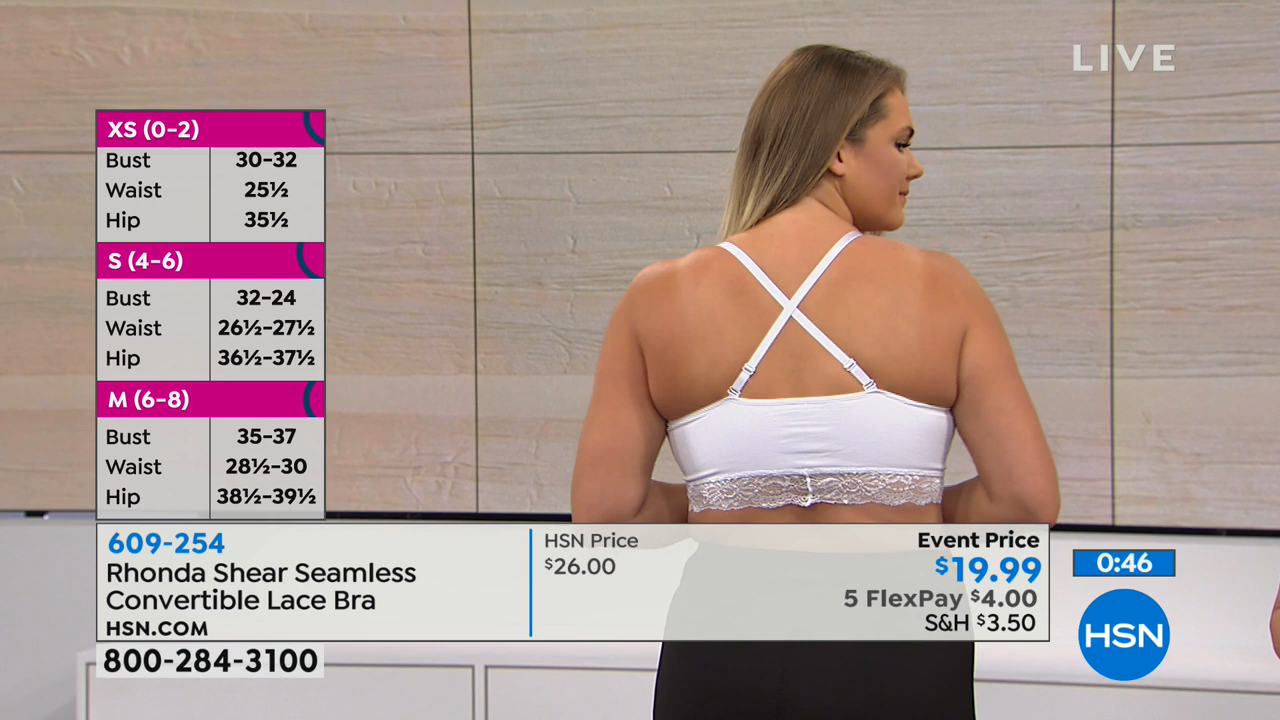 LIVE
XS (0-2)
Bust 30-32
Waist 25½
Hip 35½
S (4-6)
Bust 32-24
Waist 26½-27½
Hip 36½-37½
M (6-8)
Bust 35-37
Waist 28½-30
Hip 38½-39½
609-254
Rhonda Shear Seamless
Convertible Lace Bra
HSN.COM
800-284-3100
HSN Price
$26.00
Event Price
$19.99
5 FlexPay $4.00
S&H $3.50
0:46
HSN